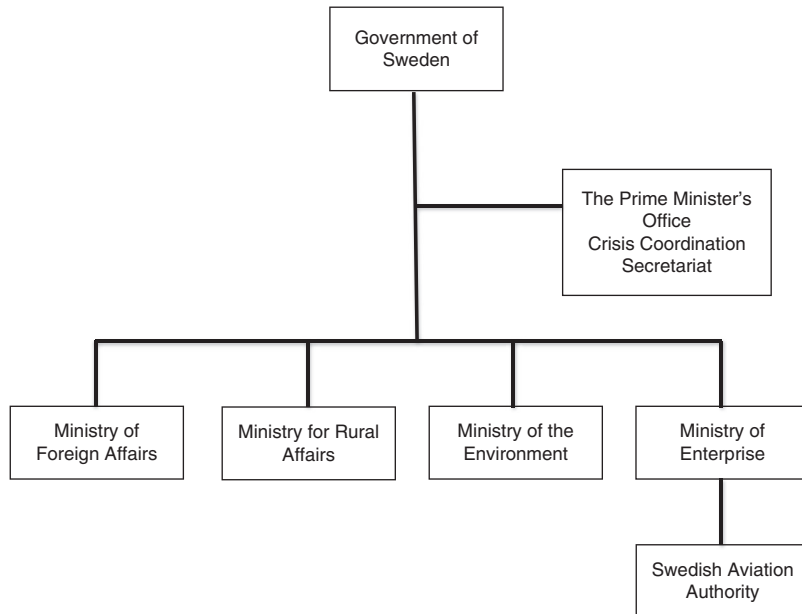 Government of
Sweden
The Prime Minister's
Office
Crisis Coordination
Secretariat
Ministry of
Foreign Affairs
Ministry for Rural
Affairs
Ministry of the
Environment
Ministry of
Enterprise
Swedish Aviation
Authority